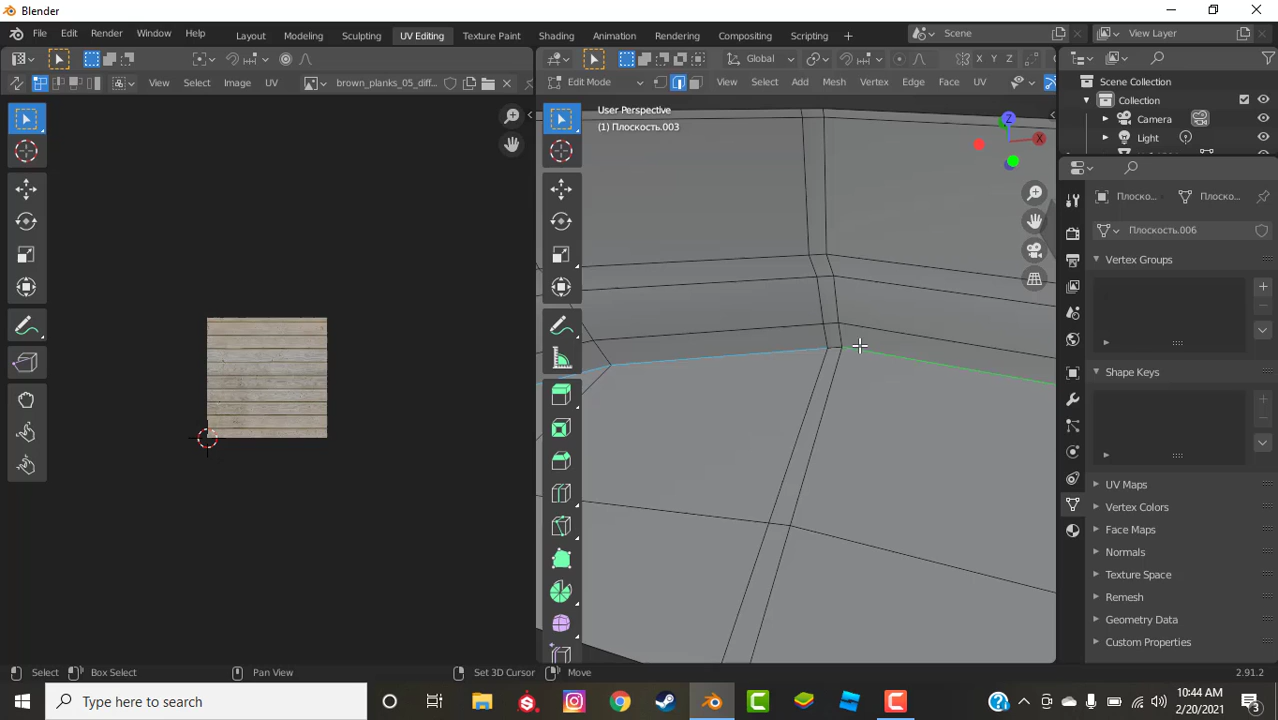 Blender
File Edit Render Window Help Layout Modeling Sculpting UV Editing Texture Paint Shading Animation Rendering Compositing Scripting Scene View Layer
Global X Y Z
View Select Image UV brown_planks_05_diff... Edit Mode View Select Add Mesh Vertex Edge Face UV
Scene Collection
Collection
Camera
Light
User Perspective
(1) Плоскость.003
Z
X
Плоско... Плоско...
Плоскость.006
Vertex Groups
Shape Keys
UV Maps
Vertex Colors
Face Maps
Normals
Texture Space
Remesh
Geometry Data
Custom Properties
Select Box Select Pan View Set 3D Cursor Move 2.91.2
Type here to search
10:44 AM
2/20/2021
3